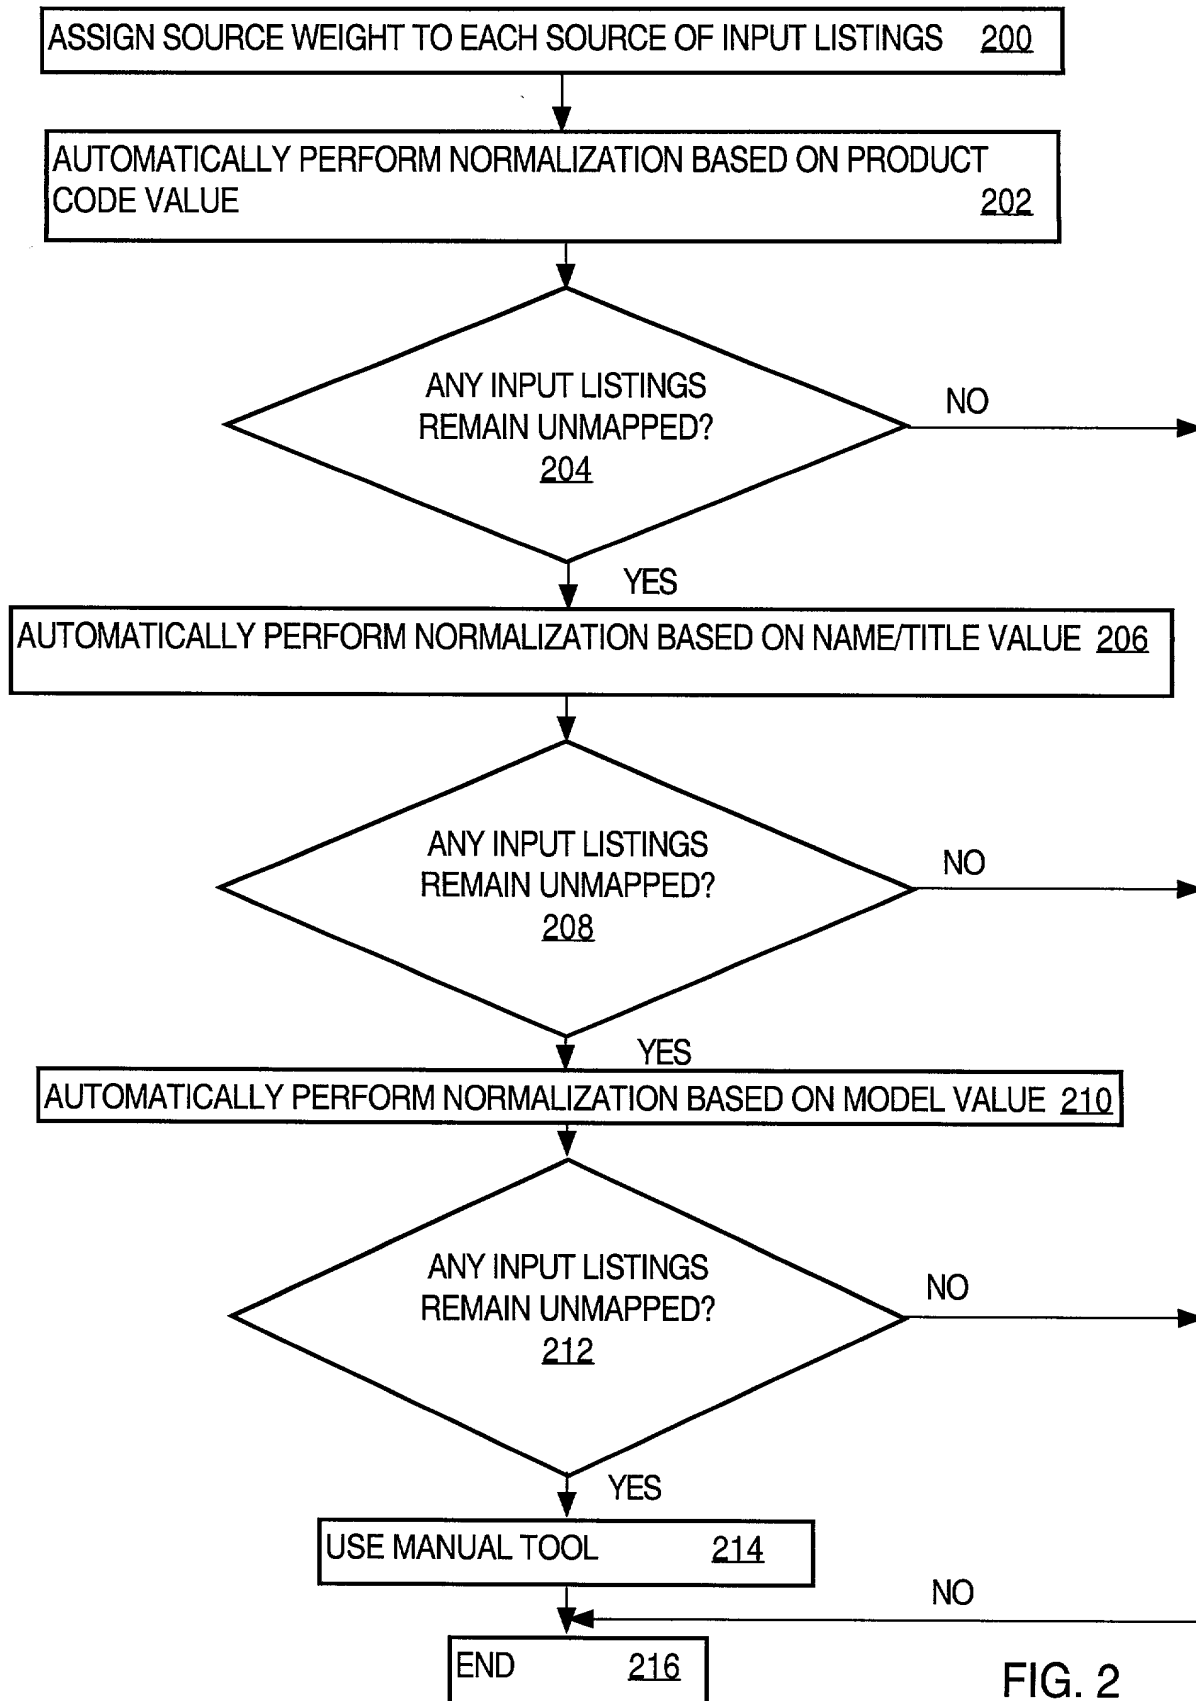 ASSIGN SOURCE WEIGHT TO EACH SOURCE OF INPUT LISTINGS 200
AUTOMATICALLY PERFORM NORMALIZATION BASED ON PRODUCT
CODE VALUE 202
ANY INPUT LISTINGS
REMAIN UNMAPPED?
204
NO
YES
AUTOMATICALLY PERFORM NORMALIZATION BASED ON NAME/TITLE VALUE 206
ANY INPUT LISTINGS
REMAIN UNMAPPED?
208
NO
YES
AUTOMATICALLY PERFORM NORMALIZATION BASED ON MODEL VALUE 210
ANY INPUT LISTINGS
REMAIN UNMAPPED?
212
NO
YES
USE MANUAL TOOL 214
NO
END 216
FIG. 2